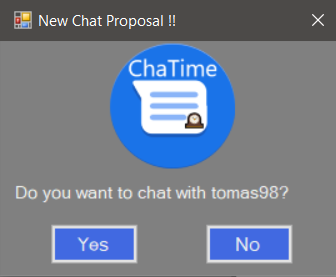 New Chat Proposal !!
ChaTime
Do you want to chat with tomas98?
Yes
No